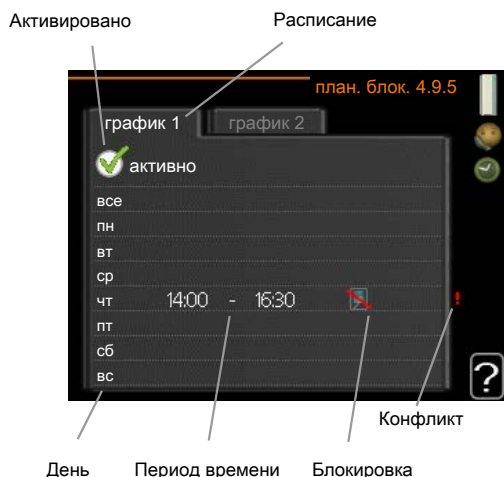 Активировано
Расписание
план. блок. 4.9.5
график 1
график 2
активно
все
пн
вт
ср
чт 14:00 - 16:30 !
пт
сб
вс
?
Конфликт
День
Период времени
Блокировка